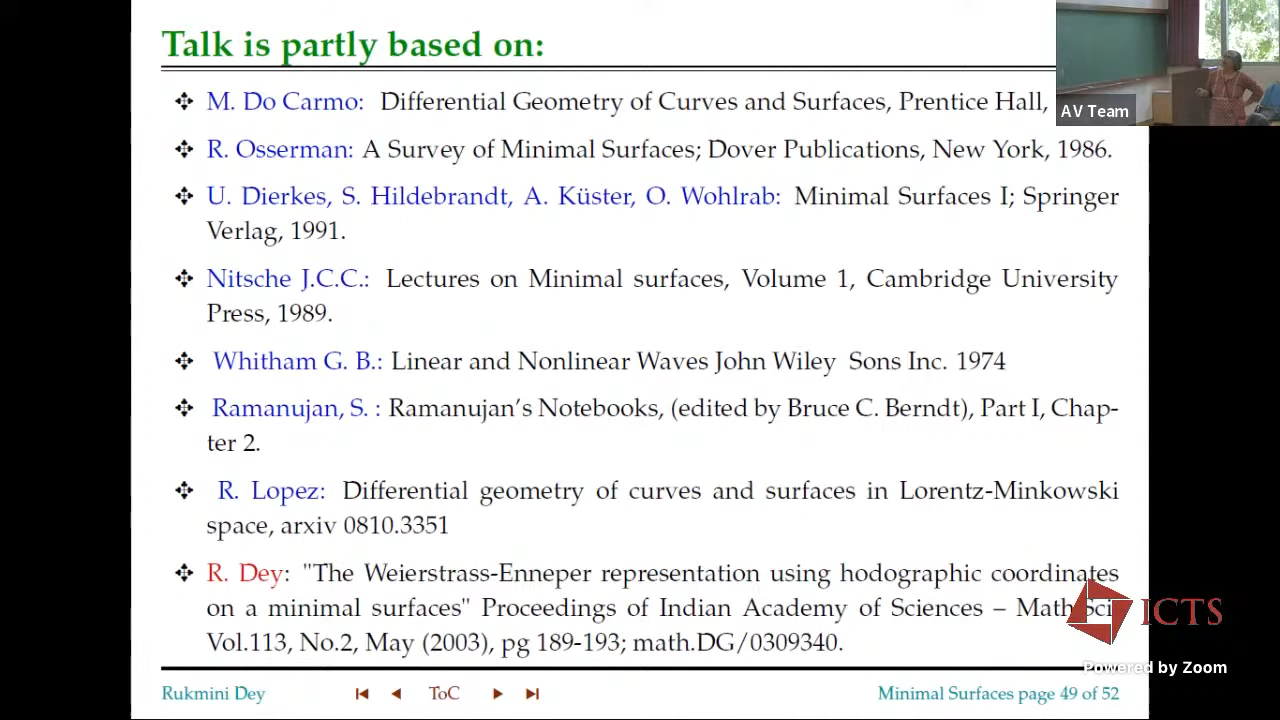 Talk is partly based on:
M. Do Carmo: Differential Geometry of Curves and Surfaces, Prentice Hall,
AV Team
R. Osserman: A Survey of Minimal Surfaces; Dover Publications, New York, 1986.
U. Dierkes, S. Hildebrandt, A. Küster, O. Wohlrab: Minimal Surfaces I; Springer
Verlag, 1991.
Nitsche J.C.C.: Lectures on Minimal surfaces, Volume 1, Cambridge University
Press, 1989.
Whitham G. B.: Linear and Nonlinear Waves John Wiley Sons Inc. 1974
Ramanujan, S. : Ramanujan's Notebooks, (edited by Bruce C. Berndt), Part I, Chap-
ter 2.
R. Lopez: Differential geometry of curves and surfaces in Lorentz-Minkowski
space, arxiv 0810.3351
R. Dey: "The Weierstrass-Enneper representation using hodographic coordinates
on a minimal surfaces" Proceedings of Indian Academy of Sciences – Math Sci
Vol.113, No.2, May (2003), pg 189-193; math.DG/0309340.
ICTS
Powered by Zoom
Rukmini Dey
ToC
Minimal Surfaces page 49 of 52